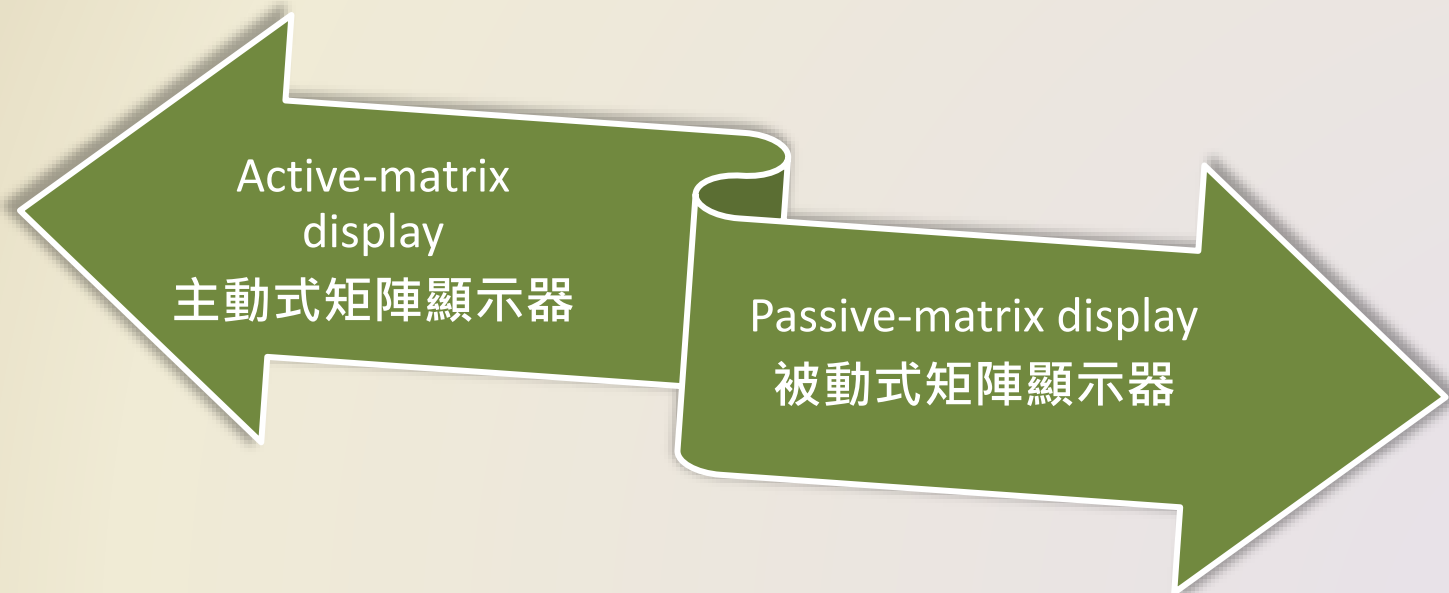 Active-matrix
display
主動式矩陣顯示器
Passive-matrix display
被動式矩陣顯示器